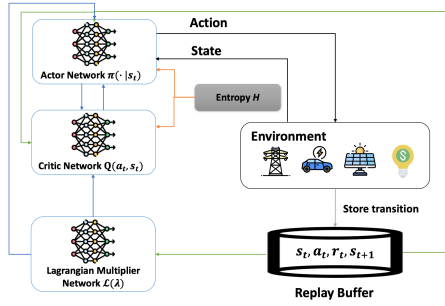 Action
State
Actor Network π(· |s_t)
Entropy H
Critic Network Q(a_t, s_t)
Environment
Store transition
s_t, a_t, r_t, s_{t+1}
Lagrangian Multiplier
Network ℒ(λ)
Replay Buffer